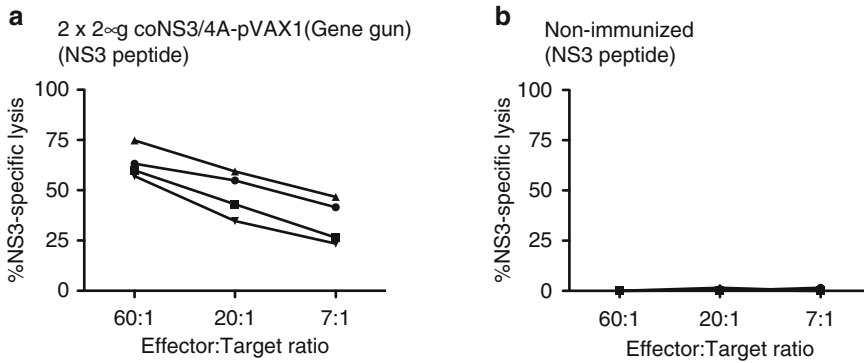 a
2 x 2∝g coNS3/4A-pVAX1(Gene gun)
(NS3 peptide)
%NS3-specific lysis
100
75
50
25
0
60:1 20:1 7:1
Effector:Target ratio
b
Non-immunized
(NS3 peptide)
%NS3-specific lysis
100
75
50
25
0
60:1 20:1 7:1
Effector:Target ratio